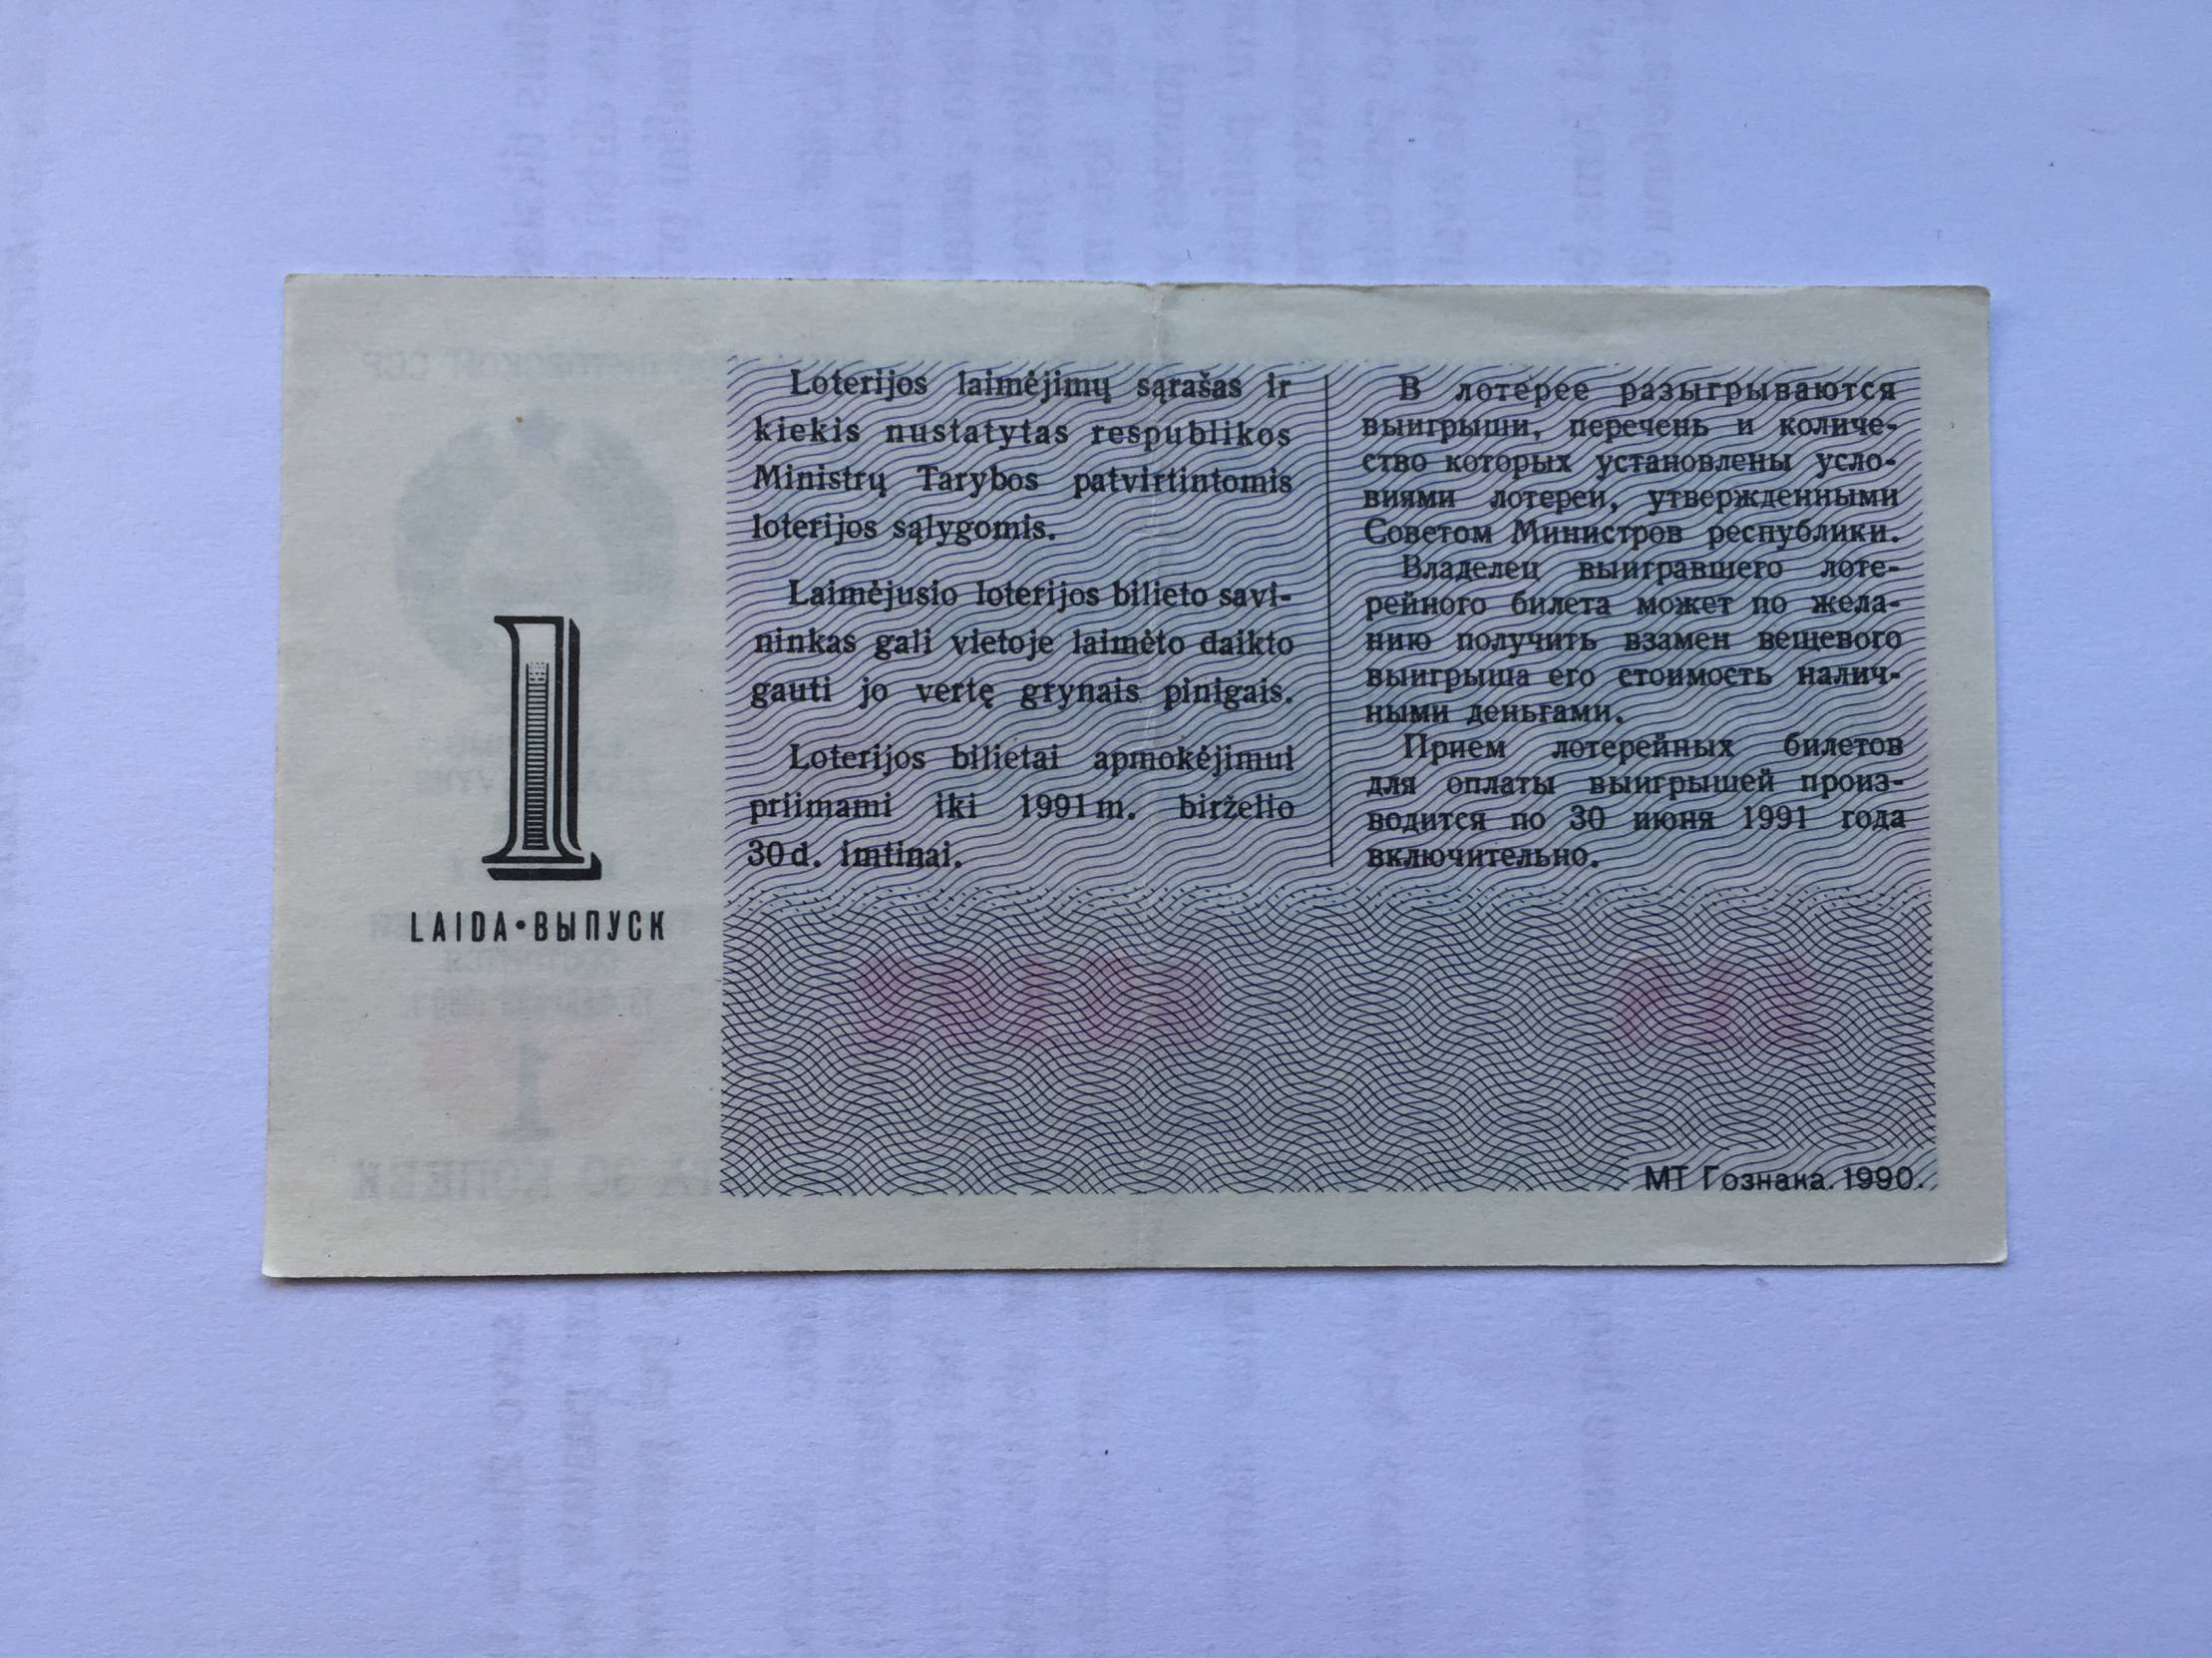 1
LAIDA•ВЫПУСК
Loterijos laimėjimų sąrašas ir
kiekis nustatytas respublikos
Ministrų Tarybos patvirtintomis
loterijos sąlygomis.
Laimėjusio loterijos bilieto savi-
ninkas gali vietoje laimėto daikto
gauti jo vertę grynais pinigais.
Loterijos bilietai apmokėjimui
priimami iki 1991 m. birželio
30 d. imtinai.
В лотерее разыгрываются
выигрыши, перечень и количе-
ство которых установлены усло-
виями лотереи, утвержденными
Советом Министров республики.
Владелец выигравшего лоте-
рейного билета может по жела-
нию получить взамен вещевого
выигрыша его стоимость налич-
ными деньгами.
Прием лотерейных билетов
для оплаты выигрышей произ-
водится по 30 июня 1991 года
включительно.
МТ Гознака. 1990.